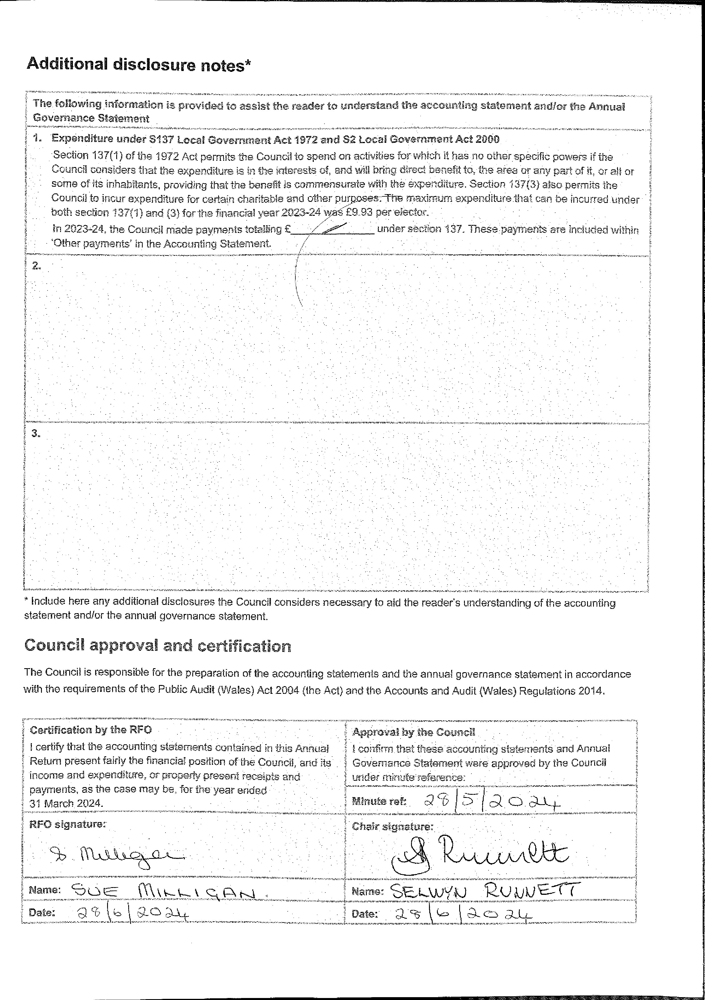 Additional disclosure notes*
The following information is provided to assist the reader to understand the accounting statement and/or the Annual
Governance Statement
1. Expenditure under S137 Local Government Act 1972 and S2 Local Government Act 2000
Section 137(1) of the 1972 Act permits the Council to spend on activities for which it has no other specific powers if the
Council considers that the expenditure is in the interests of, and will bring direct benefit to, the area or any part of it, or all or
some of its inhabitants, providing that the benefit is commensurate with the expenditure. Section 137(3) also permits the
Council to incur expenditure for certain charitable and other purposes. The maximum expenditure that can be incurred under
both section 137(1) and (3) for the financial year 2023-24 was £9.93 per elector.
In 2023-24, the Council made payments totalling £ under section 137. These payments are included within
'Other payments' in the Accounting Statement.
2.
3.
* Include here any additional disclosures the Council considers necessary to aid the reader's understanding of the accounting
statement and/or the annual governance statement.
Council approval and certification
The Council is responsible for the preparation of the accounting statements and the annual governance statement in accordance
with the requirements of the Public Audit (Wales) Act 2004 (the Act) and the Accounts and Audit (Wales) Regulations 2014.
Certification by the RFO
I certify that the accounting statements contained in this Annual
Return present fairly the financial position of the Council, and its
income and expenditure, or properly present receipts and
payments, as the case may be, for the year ended
31 March 2024.
RFO signature:
S. Milligan
Name: SUE MILLIGAN.
Date: 28/6/2024
Approval by the Council
I confirm that these accounting statements and Annual
Governance Statement were approved by the Council
under minute reference:
Minute ref: 28/5/2024
Chair signature:
S Runnett
Name: SELWYN RUNNETT
Date: 28/6/2024